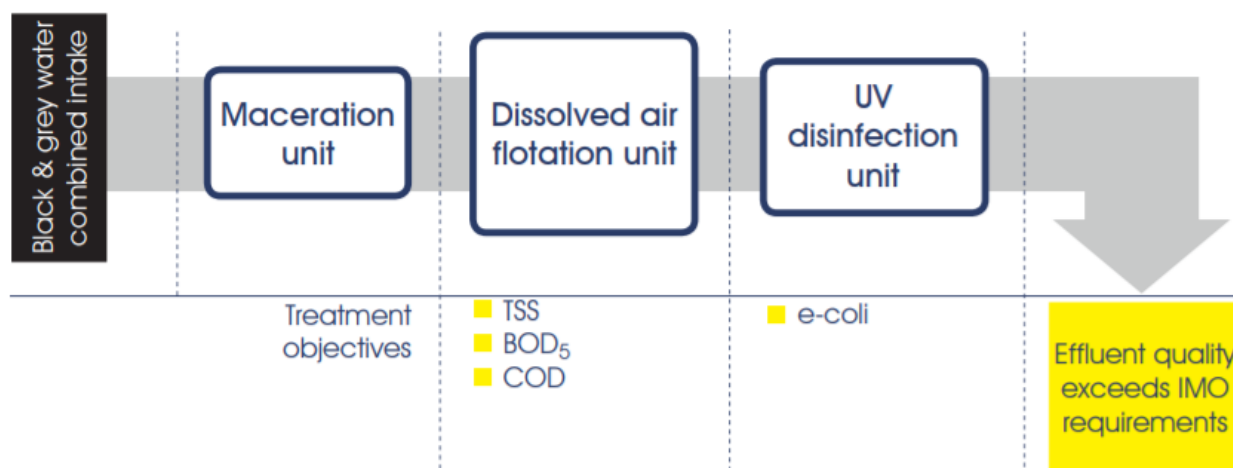 Black & grey water
combined intake
Maceration
unit
Dissolved air
flotation unit
UV
disinfection
unit
Treatment
objectives
TSS
BOD₅
COD
e-coli
Effluent quality
exceeds IMO
requirements